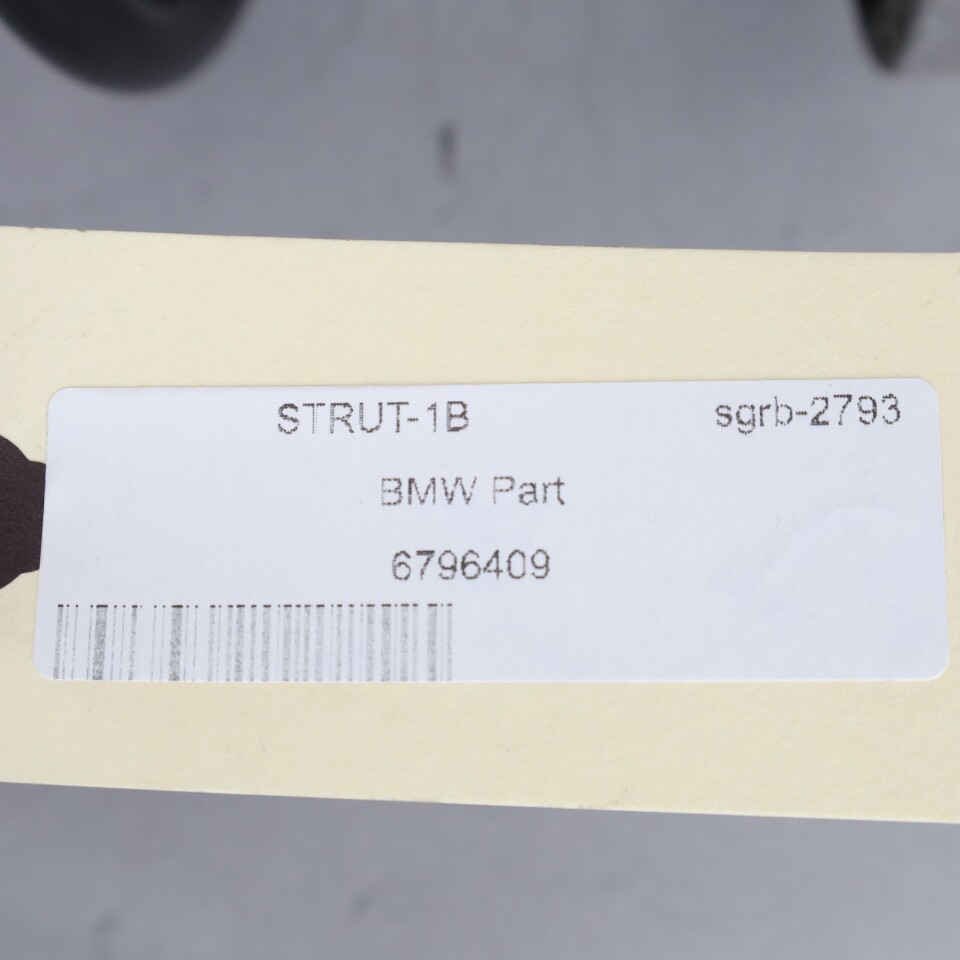 STRUT-1B sgrb-2793
BMW Part
6796409